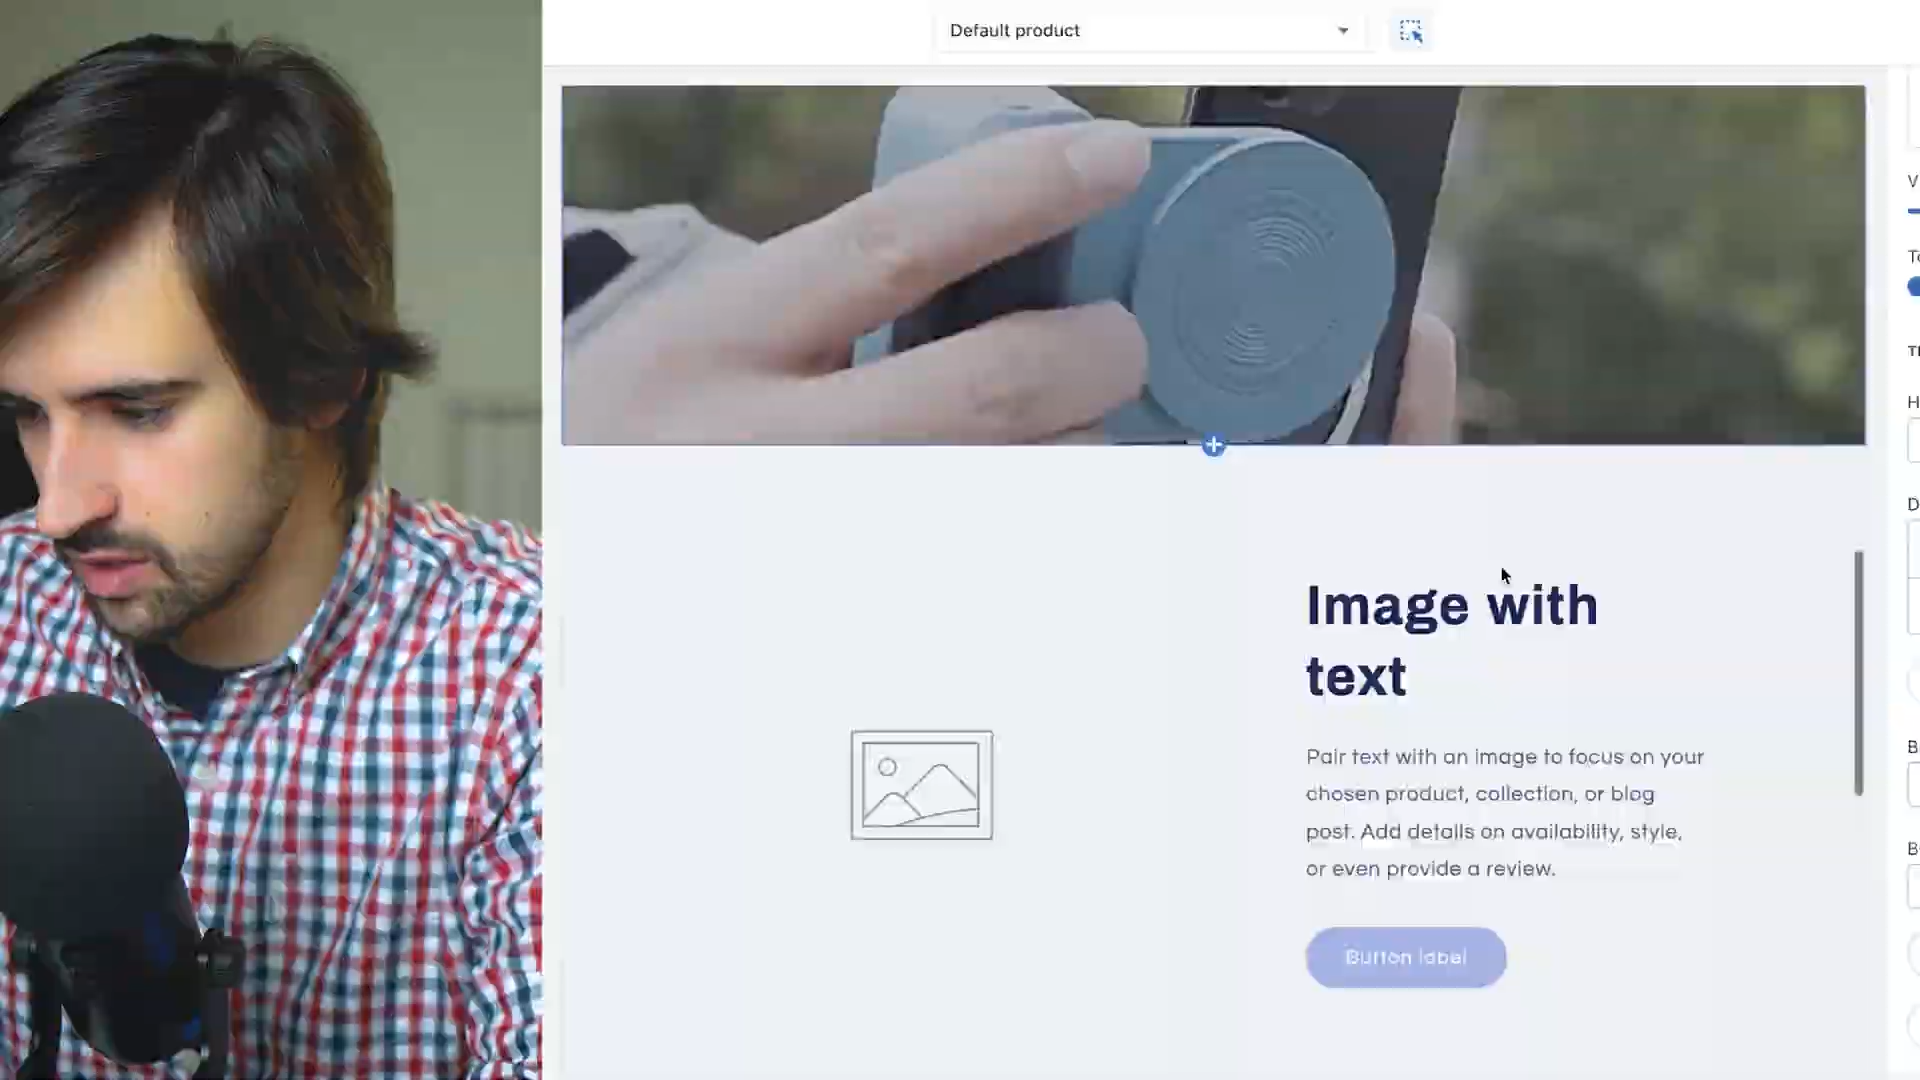 Default product
V
T
H
D
Image with
text
Pair text with an image to focus on your
chosen product, collection, or blog
post. Add details on availability, style,
or even provide a review.
B
B
Button label